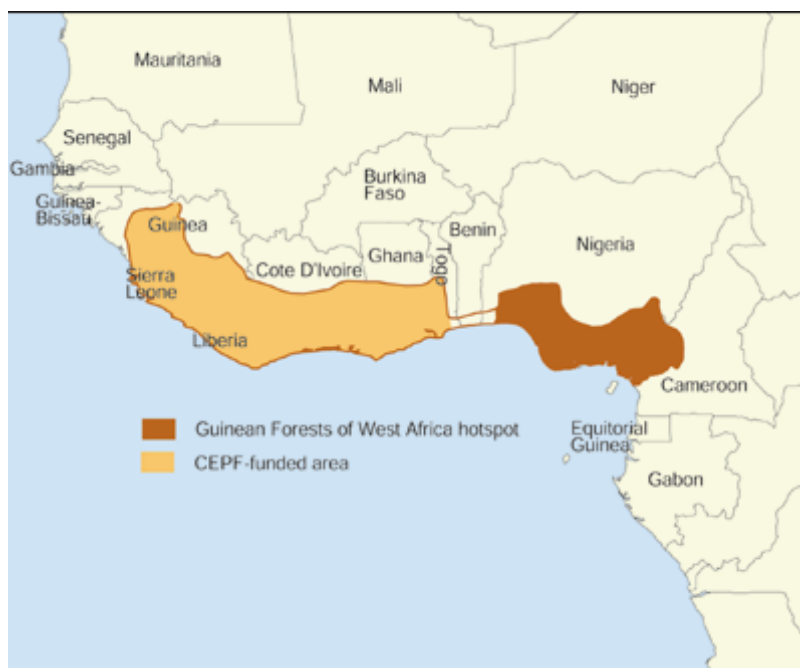 Mauritania
Mali
Niger
Senegal
Gambia
Guinea-
Bissau
Burkina
Faso
Guinea
Benin
Nigeria
Ghana
Togo
Cote D'Ivoire
Sierra
Leone
Liberia
Cameroon
Guinean Forests of West Africa hotspot
CEPF-funded area
Equitorial
Guinea
Gabon